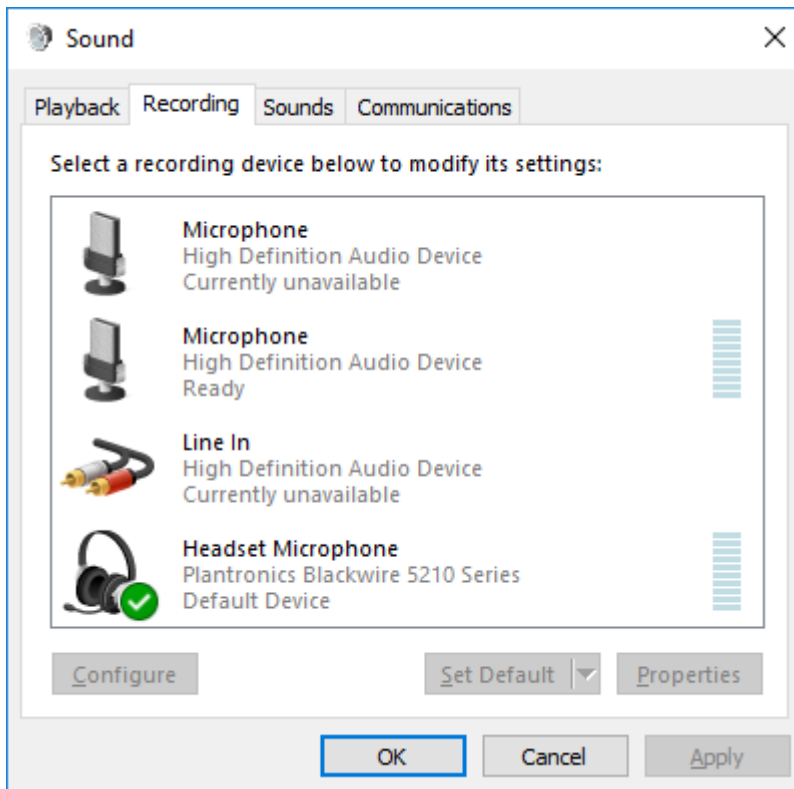 Sound
Playback Recording Sounds Communications
Select a recording device below to modify its settings:
Microphone
High Definition Audio Device
Currently unavailable
Microphone
High Definition Audio Device
Ready
Line In
High Definition Audio Device
Currently unavailable
Headset Microphone
Plantronics Blackwire 5210 Series
Default Device
Configure Set Default Properties
OK Cancel Apply